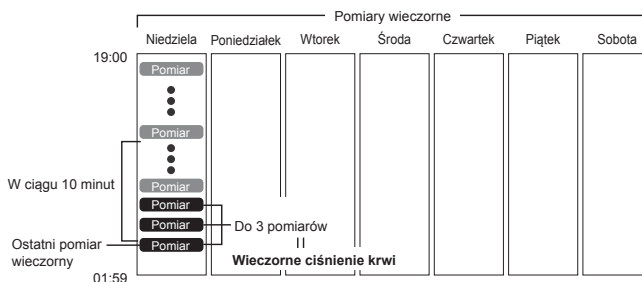 Pomiary wieczorne
Niedziela Poniedziałek Wtorek Środa Czwartek Piątek Sobota
19:00
Pomiar
Pomiar
W ciągu 10 minut
Pomiar
Pomiar
Pomiar
Do 3 pomiarów
Ostatni pomiar
wieczorny
Pomiar
Wieczorne ciśnienie krwi
01:59